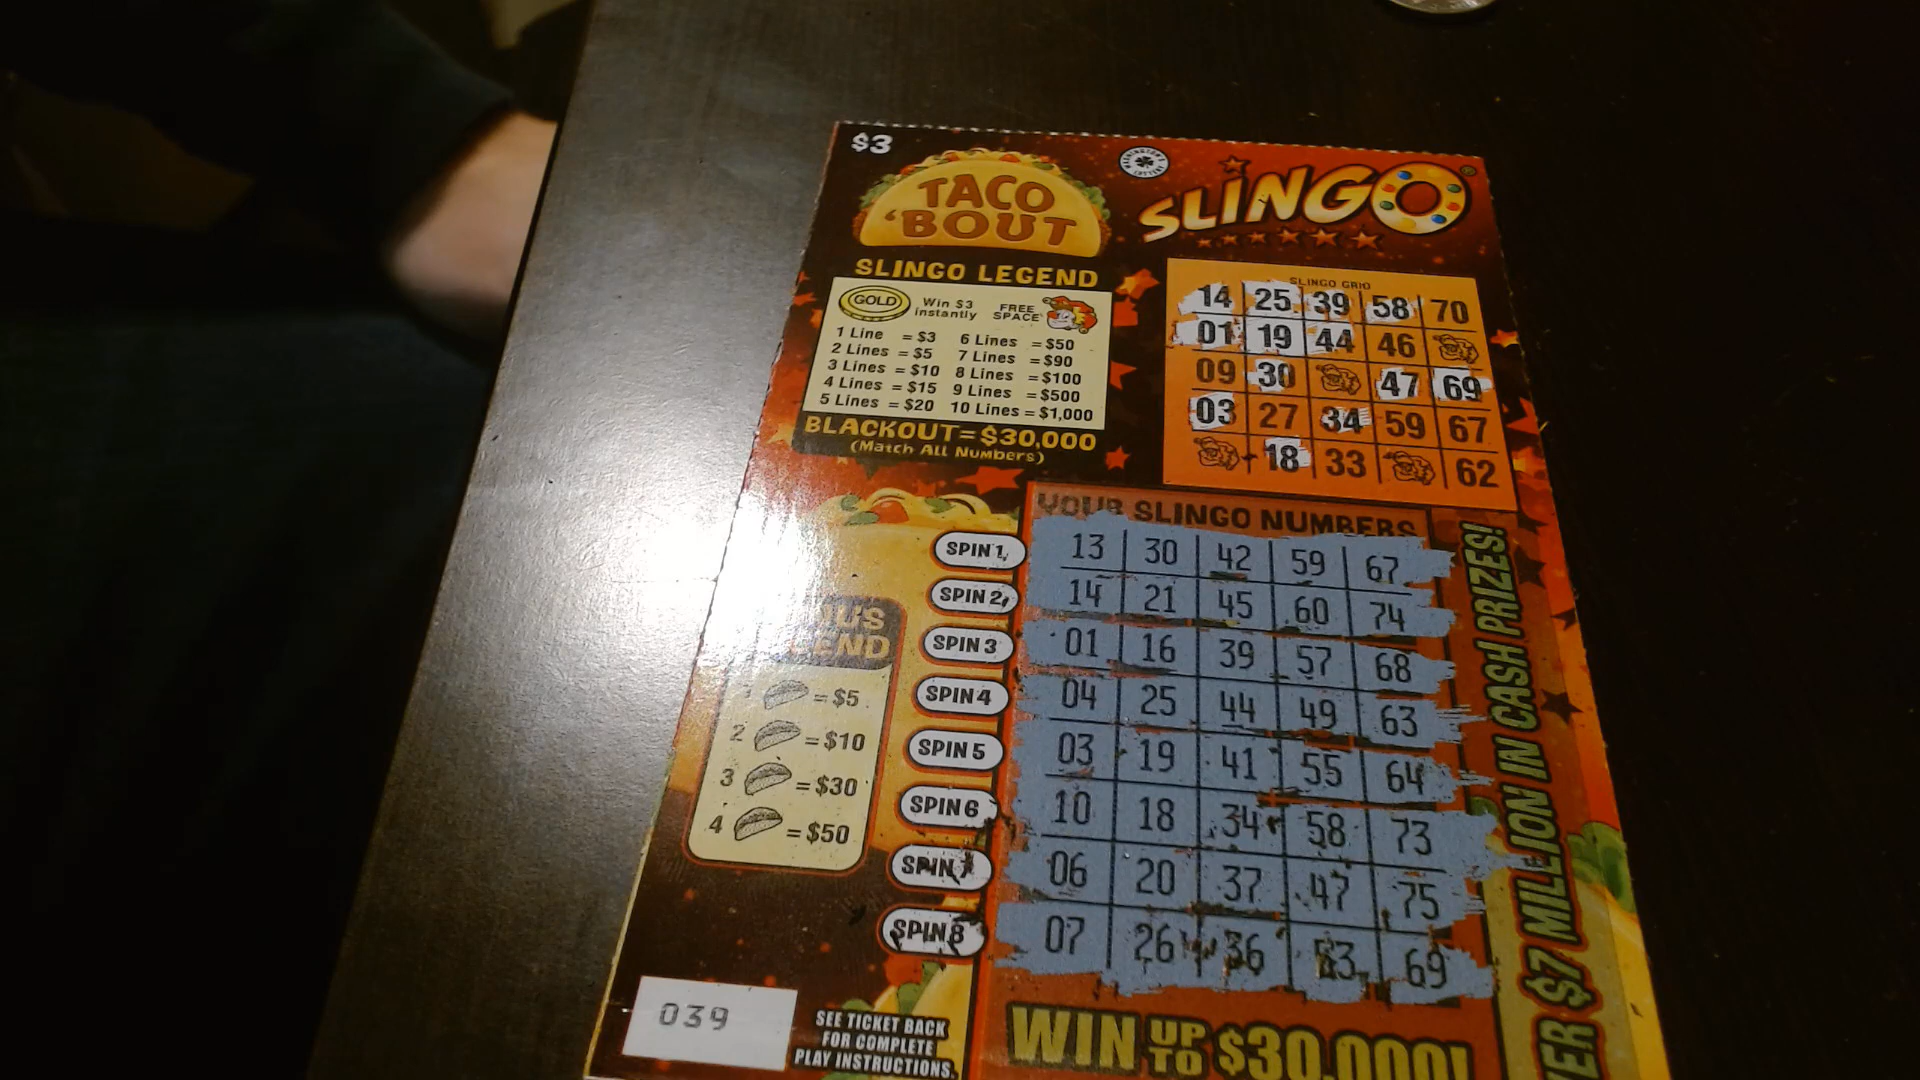 $3
WASHINGTON'S LOTTERY
TACO 'BOUT
SLINGO®
SLINGO LEGEND
GOLD Win $3 instantly FREE SPACE
1 Line = $3 6 Lines = $50
2 Lines = $5 7 Lines = $90
3 Lines = $10 8 Lines = $100
4 Lines = $15 9 Lines = $500
5 Lines = $20 10 Lines = $1,000
BLACKOUT = $30,000
(Match All Numbers)
SLINGO GRID
14 25 39 58 70
01 19 44 46
09 30 47 69
03 27 34 59 67
18 33 62
YOUR SLINGO NUMBERS
SPIN 1 13 30 42 59 67
SPIN 2 14 21 45 60 74
SPIN 3 01 16 39 57 68
SPIN 4 04 25 44 49 63
SPIN 5 03 19 41 55 64
SPIN 6 10 18 34 58 73
SPIN 7 06 20 37 47 75
SPIN 8 07 26 36 53 69
= $5
2 = $10
3 = $30
4 = $50
039
SEE TICKET BACK
FOR COMPLETE
PLAY INSTRUCTIONS.
WIN UP TO $30,000!
$7 MILLION IN CASH PRIZES!